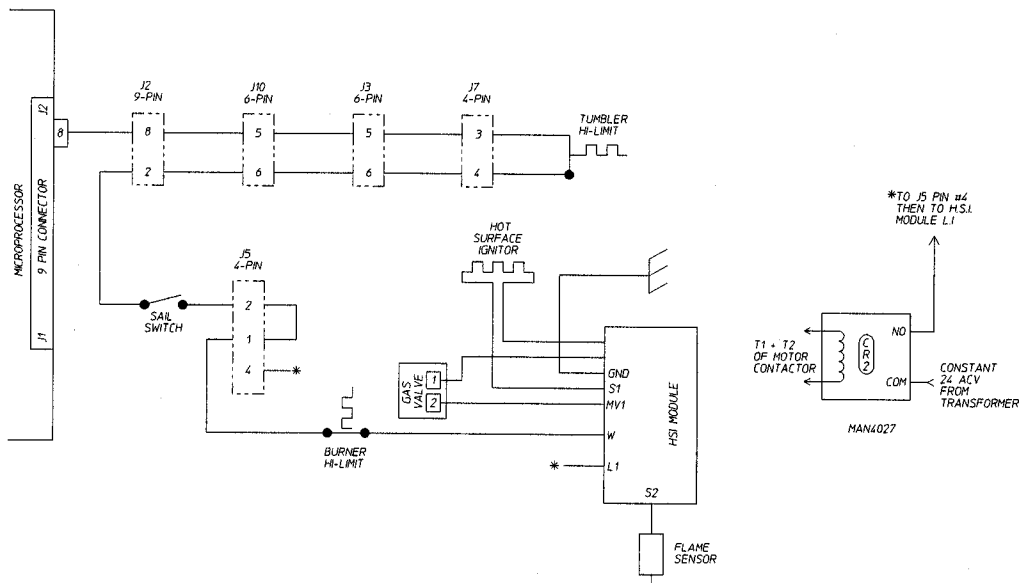 MICROPROCESSOR
9 PIN CONNECTOR
J2
J1
8
J2
9-PIN
8
2
J10
6-PIN
5
6
J3
6-PIN
5
6
J7
4-PIN
3
4
TUMBLER
HI-LIMIT
SAIL
SWITCH
J5
4-PIN
2
1
4
*
BURNER
HI-LIMIT
HOT
SURFACE
IGNITOR
GAS
VALVE
1
2
GND
S1
MV1
W
* L1
HSI MODULE
S2
FLAME
SENSOR
*TO J5 PIN #4
THEN TO H.S.I.
MODULE L.1
T1 + T2
OF MOTOR
CONTACTOR
CR2
NO
COM
CONSTANT
24 ACV
FROM
TRANSFORMER
MAN4027